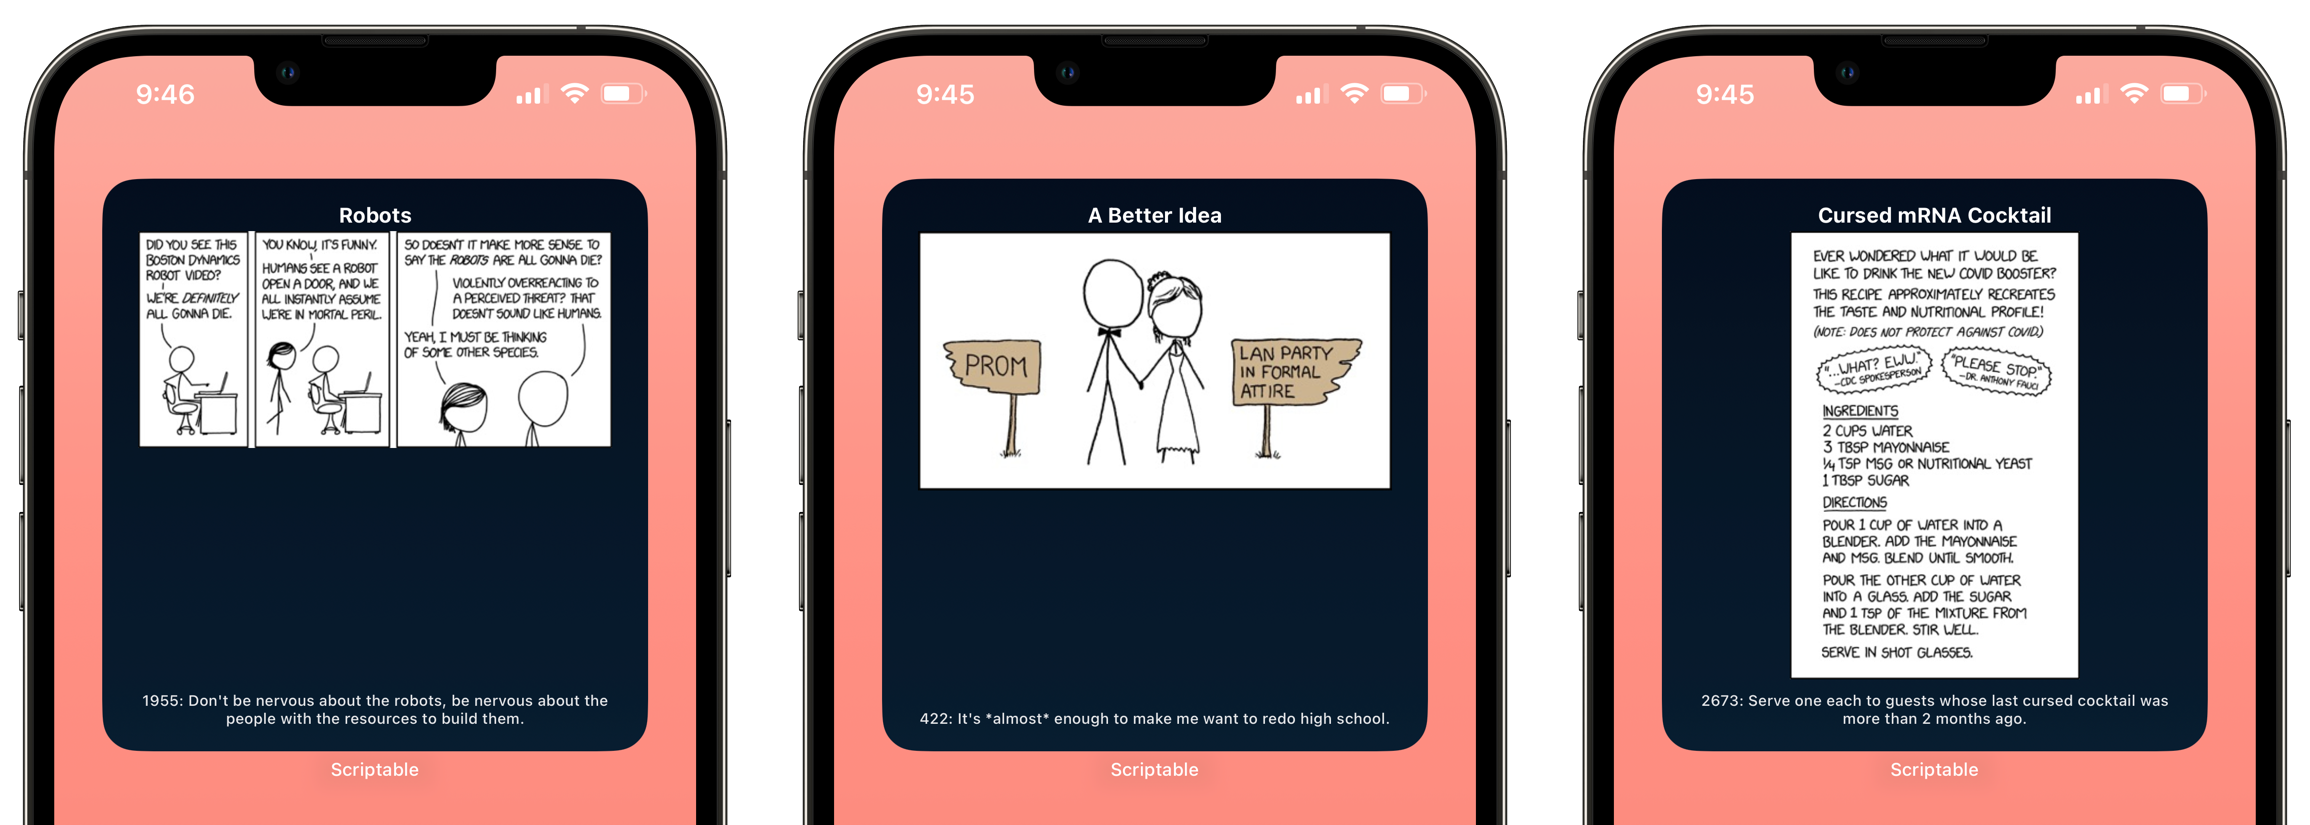 9:46
Robots
DID YOU SEE THIS
BOSTON DYNAMICS
ROBOT VIDEO?
WE'RE DEFINITELY
ALL GONNA DIE.
YOU KNOW, IT'S FUNNY.
HUMANS SEE A ROBOT
OPEN A DOOR, AND WE
ALL INSTANTLY ASSUME
WE'RE IN MORTAL PERIL.
SO DOESN'T IT MAKE MORE SENSE TO
SAY THE ROBOTS ARE ALL GONNA DIE?
VIOLENTLY OVERREACTING TO
A PERCEIVED THREAT? THAT
DOESN'T SOUND LIKE HUMANS.
YEAH, I MUST BE THINKING
OF SOME OTHER SPECIES.
1955: Don't be nervous about the robots, be nervous about the
people with the resources to build them.
Scriptable
9:45
A Better Idea
PROM
LAN PARTY
IN FORMAL
ATTIRE
422: It's *almost* enough to make me want to redo high school.
Scriptable
9:45
Cursed mRNA Cocktail
EVER WONDERED WHAT IT WOULD BE
LIKE TO DRINK THE NEW COVID BOOSTER?
THIS RECIPE APPROXIMATELY RECREATES
THE TASTE AND NUTRITIONAL PROFILE!
(NOTE: DOES NOT PROTECT AGAINST COVID.)
"...WHAT? EWW."
–CDC SPOKESPERSON
"PLEASE STOP."
–DR. ANTHONY FAUCI
INGREDIENTS
2 CUPS WATER
3 TBSP MAYONNAISE
¼ TSP MSG OR NUTRITIONAL YEAST
1 TBSP SUGAR
DIRECTIONS
POUR 1 CUP OF WATER INTO A
BLENDER. ADD THE MAYONNAISE
AND MSG. BLEND UNTIL SMOOTH.
POUR THE OTHER CUP OF WATER
INTO A GLASS. ADD THE SUGAR
AND 1 TSP OF THE MIXTURE FROM
THE BLENDER. STIR WELL.
SERVE IN SHOT GLASSES.
2673: Serve one each to guests whose last cursed cocktail was
more than 2 months ago.
Scriptable